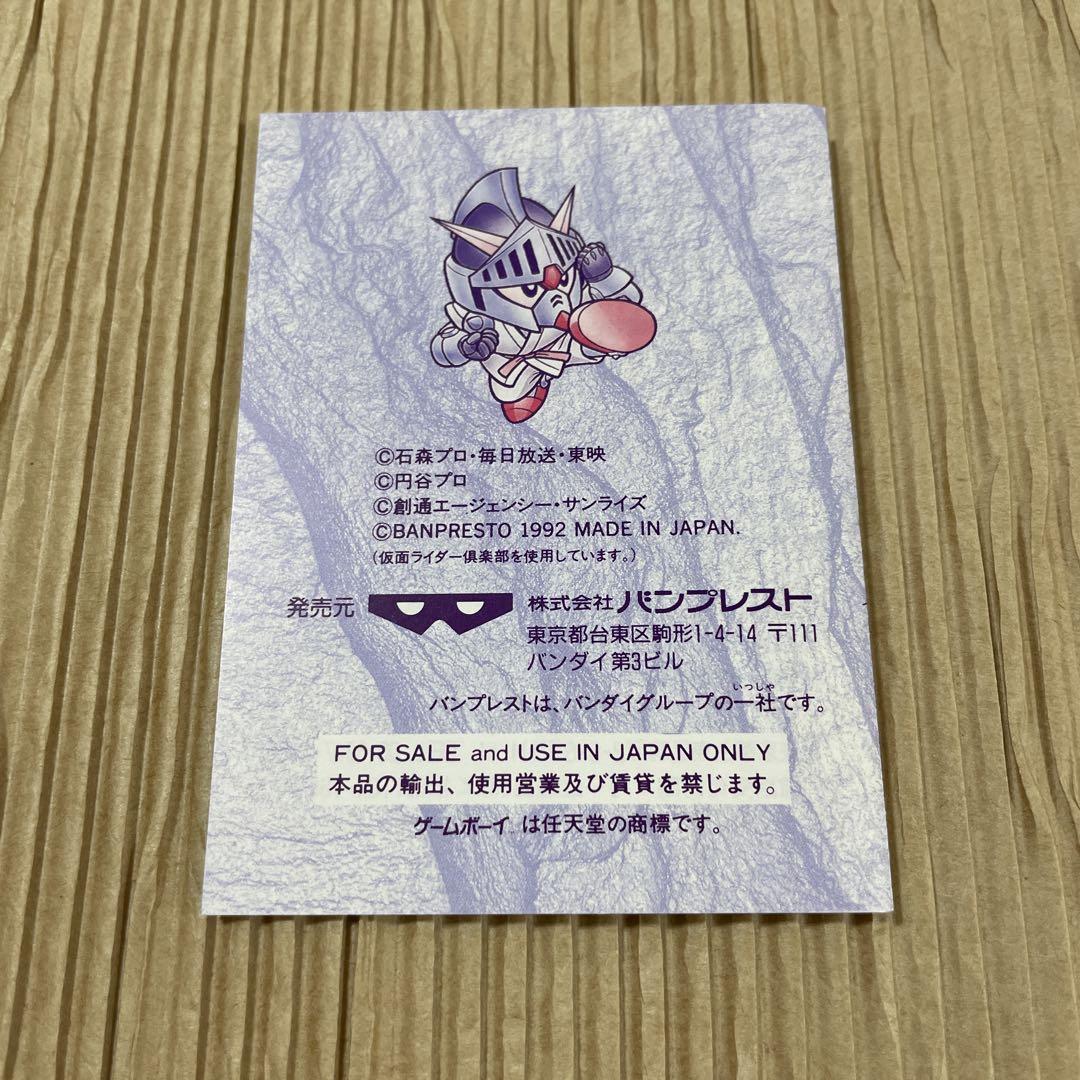 ©石森プロ・毎日放送・東映
©円谷プロ
©創通エージェンシー・サンライズ
©BANPRESTO 1992 MADE IN JAPAN.
(仮面ライダー倶楽部を使用しています。)
発売元 株式会社 バンプレスト
東京都台東区駒形1-4-14 〒111
バンダイ第3ビル
いっしゃ
バンプレストは、バンダイグループの一社です。
FOR SALE and USE IN JAPAN ONLY
本品の輸出、使用営業及び賃貸を禁じます。
ゲームボーイ は任天堂の商標です。